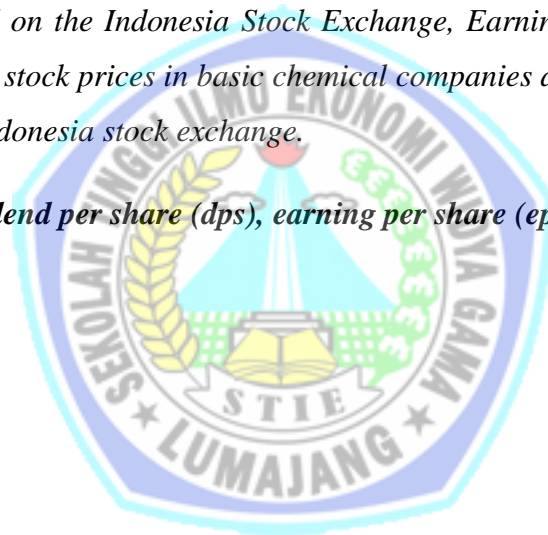 on the Indonesia Stock Exchange, Earnin
stock prices in basic chemical companies a
ndonesia stock exchange.
lend per share (dps), earning per share (ep
SEKOLAH TINGGI ILMU EKONOMI WIDYA GAMA
STIE
LUMAJANG